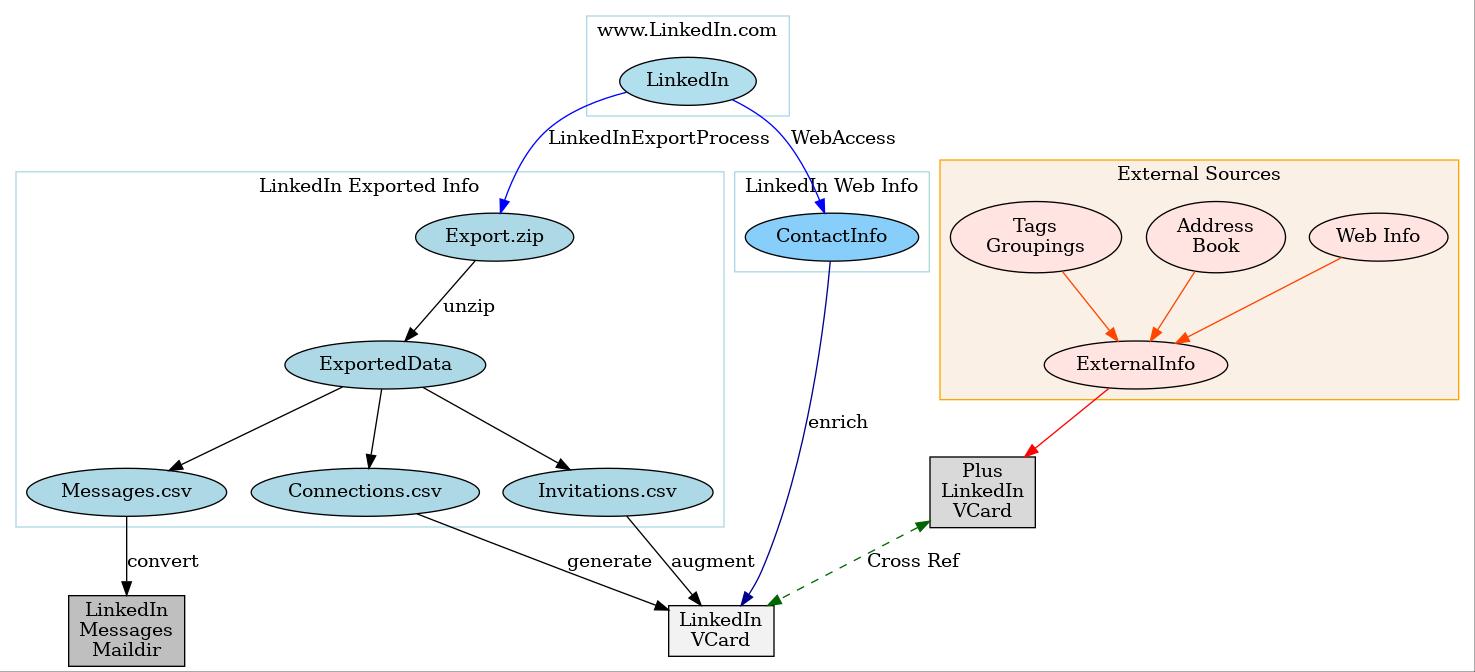 www.LinkedIn.com
LinkedIn
LinkedInExportProcess
WebAccess
LinkedIn Exported Info
LinkedIn Web Info
External Sources
Export.zip
ContactInfo
Tags
Groupings
Address
Book
Web Info
unzip
ExportedData
ExternalInfo
enrich
Messages.csv
Connections.csv
Invitations.csv
Plus
LinkedIn
VCard
convert
generate
augment
Cross Ref
LinkedIn
Messages
Maildir
LinkedIn
VCard